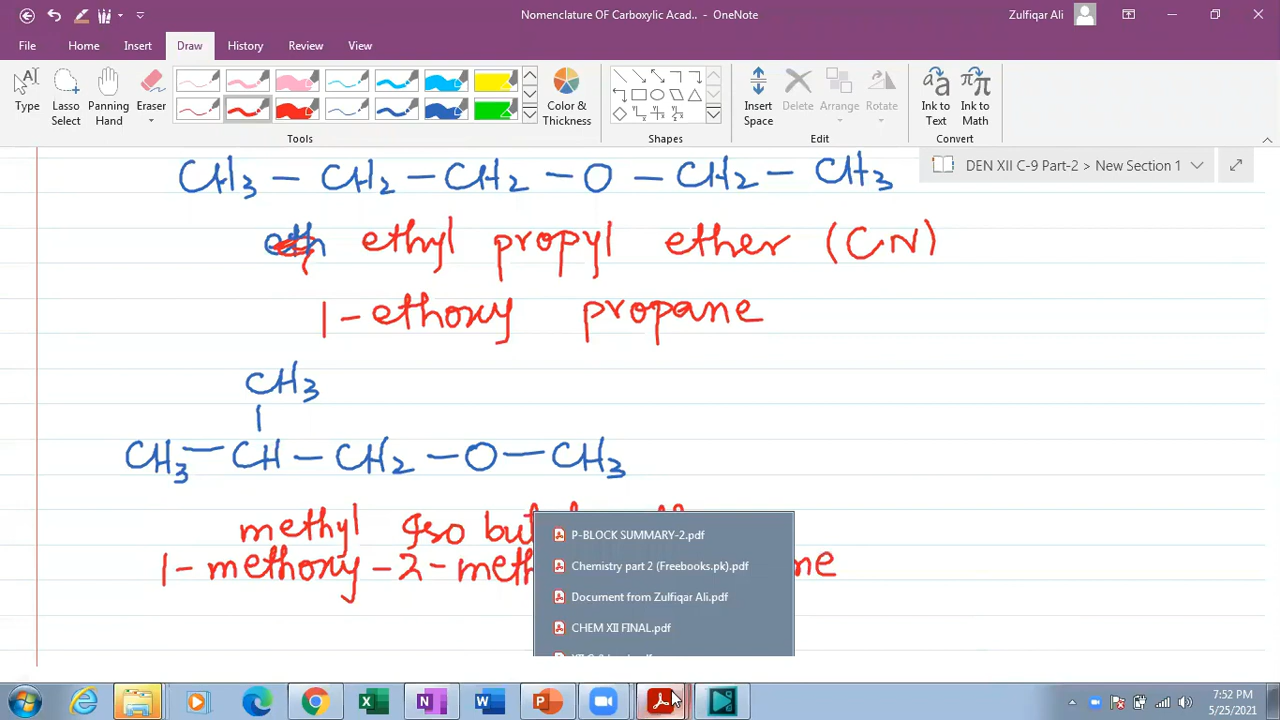 Nomenclature OF Carboxylic Acad.. - OneNote
Zulfiqar Ali
File Home Insert Draw History Review View
Type
Lasso Select
Panning Hand
Eraser
Color & Thickness
Insert Space
Delete
Arrange
Rotate
Ink to Text
Ink to Math
Tools
Shapes
Edit
Convert
DEN XII C-9 Part-2 > New Section 1
CH3 — CH2 — CH2 — O — CH2 — CH3
ethyl propyl ether (CN)
1-ethoxy propane
CH3
CH3 — CH — CH2 — O — CH3
methyl iso but
1-methoxy-2-meth ne
P-BLOCK SUMMARY-2.pdf
Chemistry part 2 (Freebooks.pk).pdf
Document from Zulfiqar Ali.pdf
CHEM XII FINAL.pdf
7:52 PM
5/25/2021